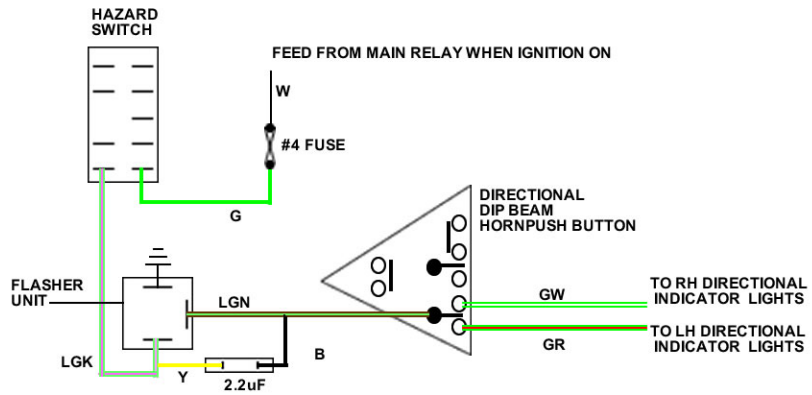 HAZARD
SWITCH
FEED FROM MAIN RELAY WHEN IGNITION ON
W
#4 FUSE
G
DIRECTIONAL
DIP BEAM
HORNPUSH BUTTON
FLASHER
UNIT
LGN
GW
TO RH DIRECTIONAL
INDICATOR LIGHTS
GR
TO LH DIRECTIONAL
INDICATOR LIGHTS
LGK
Y
B
2.2uF